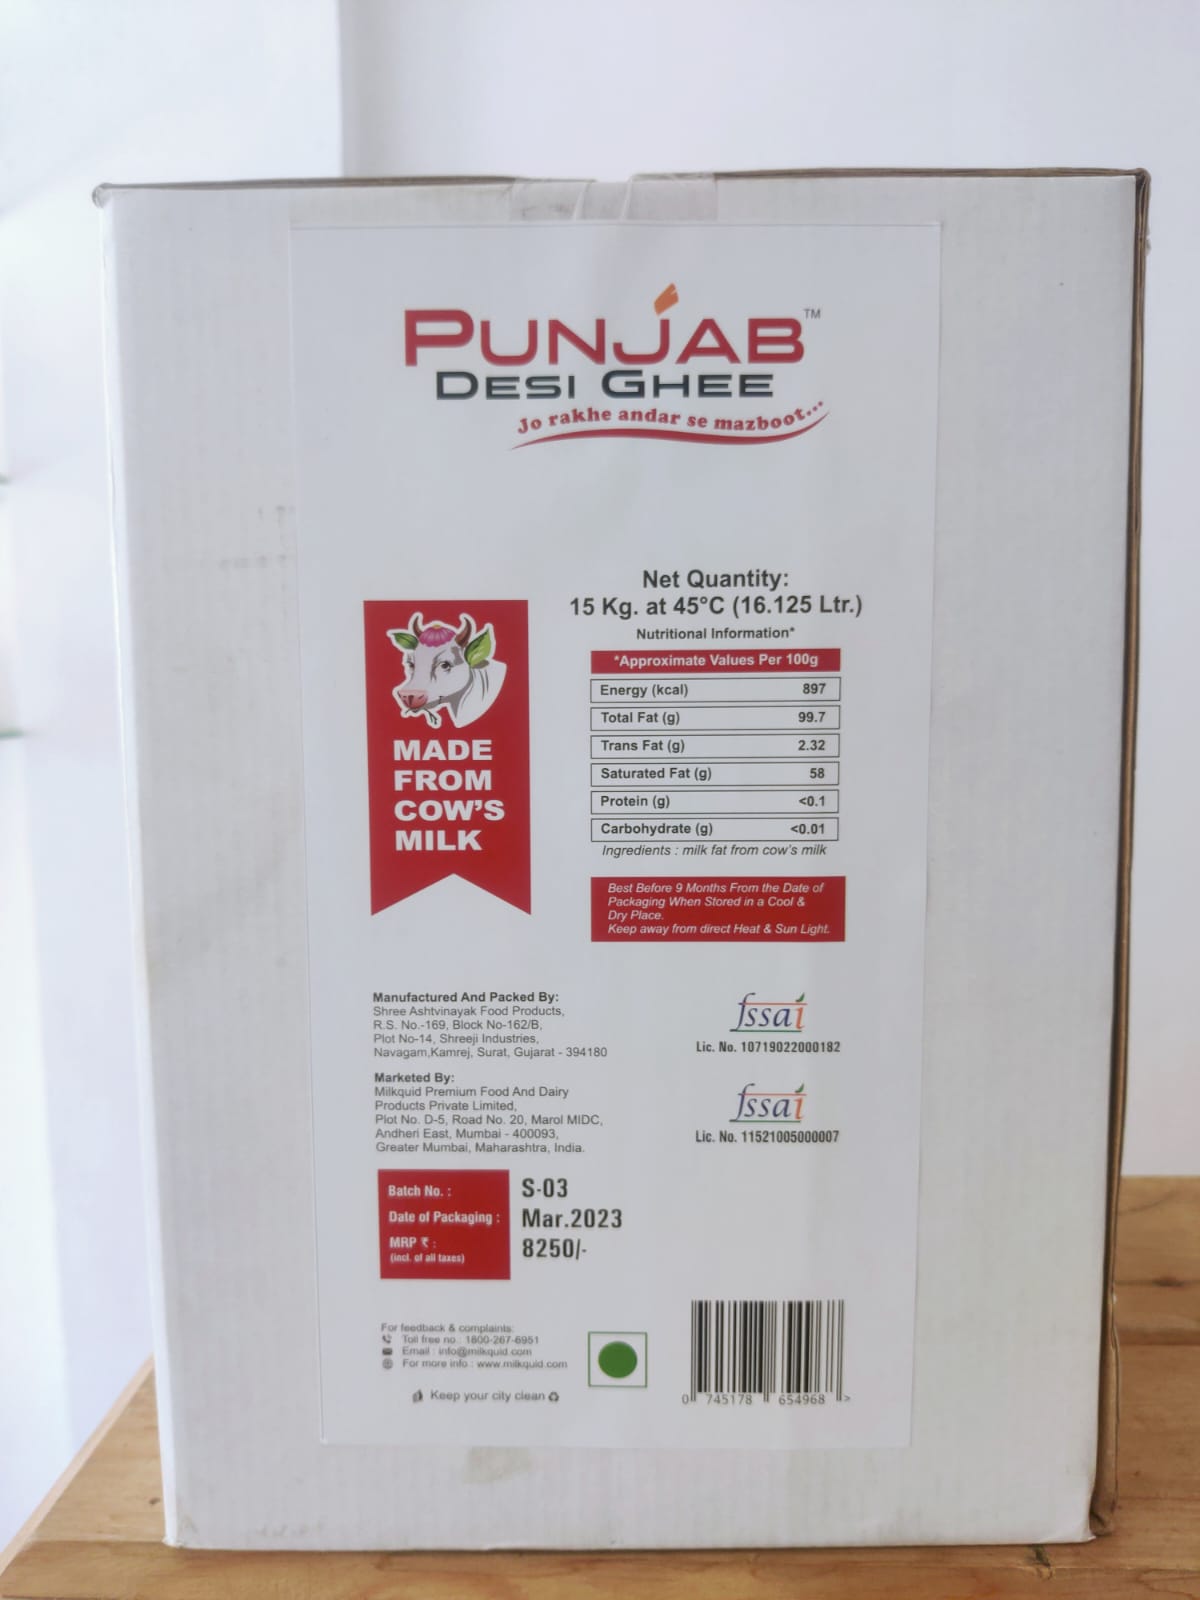 PUNJAB™
DESI GHEE
Jo rakhe andar se mazboot...
Net Quantity:
15 Kg. at 45°C (16.125 Ltr.)
Nutritional Information*
*Approximate Values Per 100g
Energy (kcal) 897
Total Fat (g) 99.7
Trans Fat (g) 2.32
Saturated Fat (g) 58
Protein (g) <0.1
Carbohydrate (g) <0.01
Ingredients : milk fat from cow's milk
MADE
FROM
COW'S
MILK
Best Before 9 Months From the Date of
Packaging When Stored in a Cool &
Dry Place.
Keep away from direct Heat & Sun Light.
Manufactured And Packed By:
Shree Ashtvinayak Food Products,
R.S. No.-169, Block No-162/B,
Plot No-14, Shreeji Industries,
Navagam,Kamrej, Surat, Gujarat - 394180
fssai
Lic. No. 10719022000182
Marketed By:
Milkquid Premium Food And Dairy
Products Private Limited,
Plot No. D-5, Road No. 20, Marol MIDC,
Andheri East, Mumbai - 400093,
Greater Mumbai, Maharashtra, India.
fssai
Lic. No. 11521005000007
Batch No. : S-03
Date of Packaging : Mar.2023
MRP ₹ : 8250/-
(incl. of all taxes)
For feedback & complaints:
Toll free no.: 1800-267-6951
Email : info@milkquid.com
For more info : www.milkquid.com
Keep your city clean
0 745178 654968 >